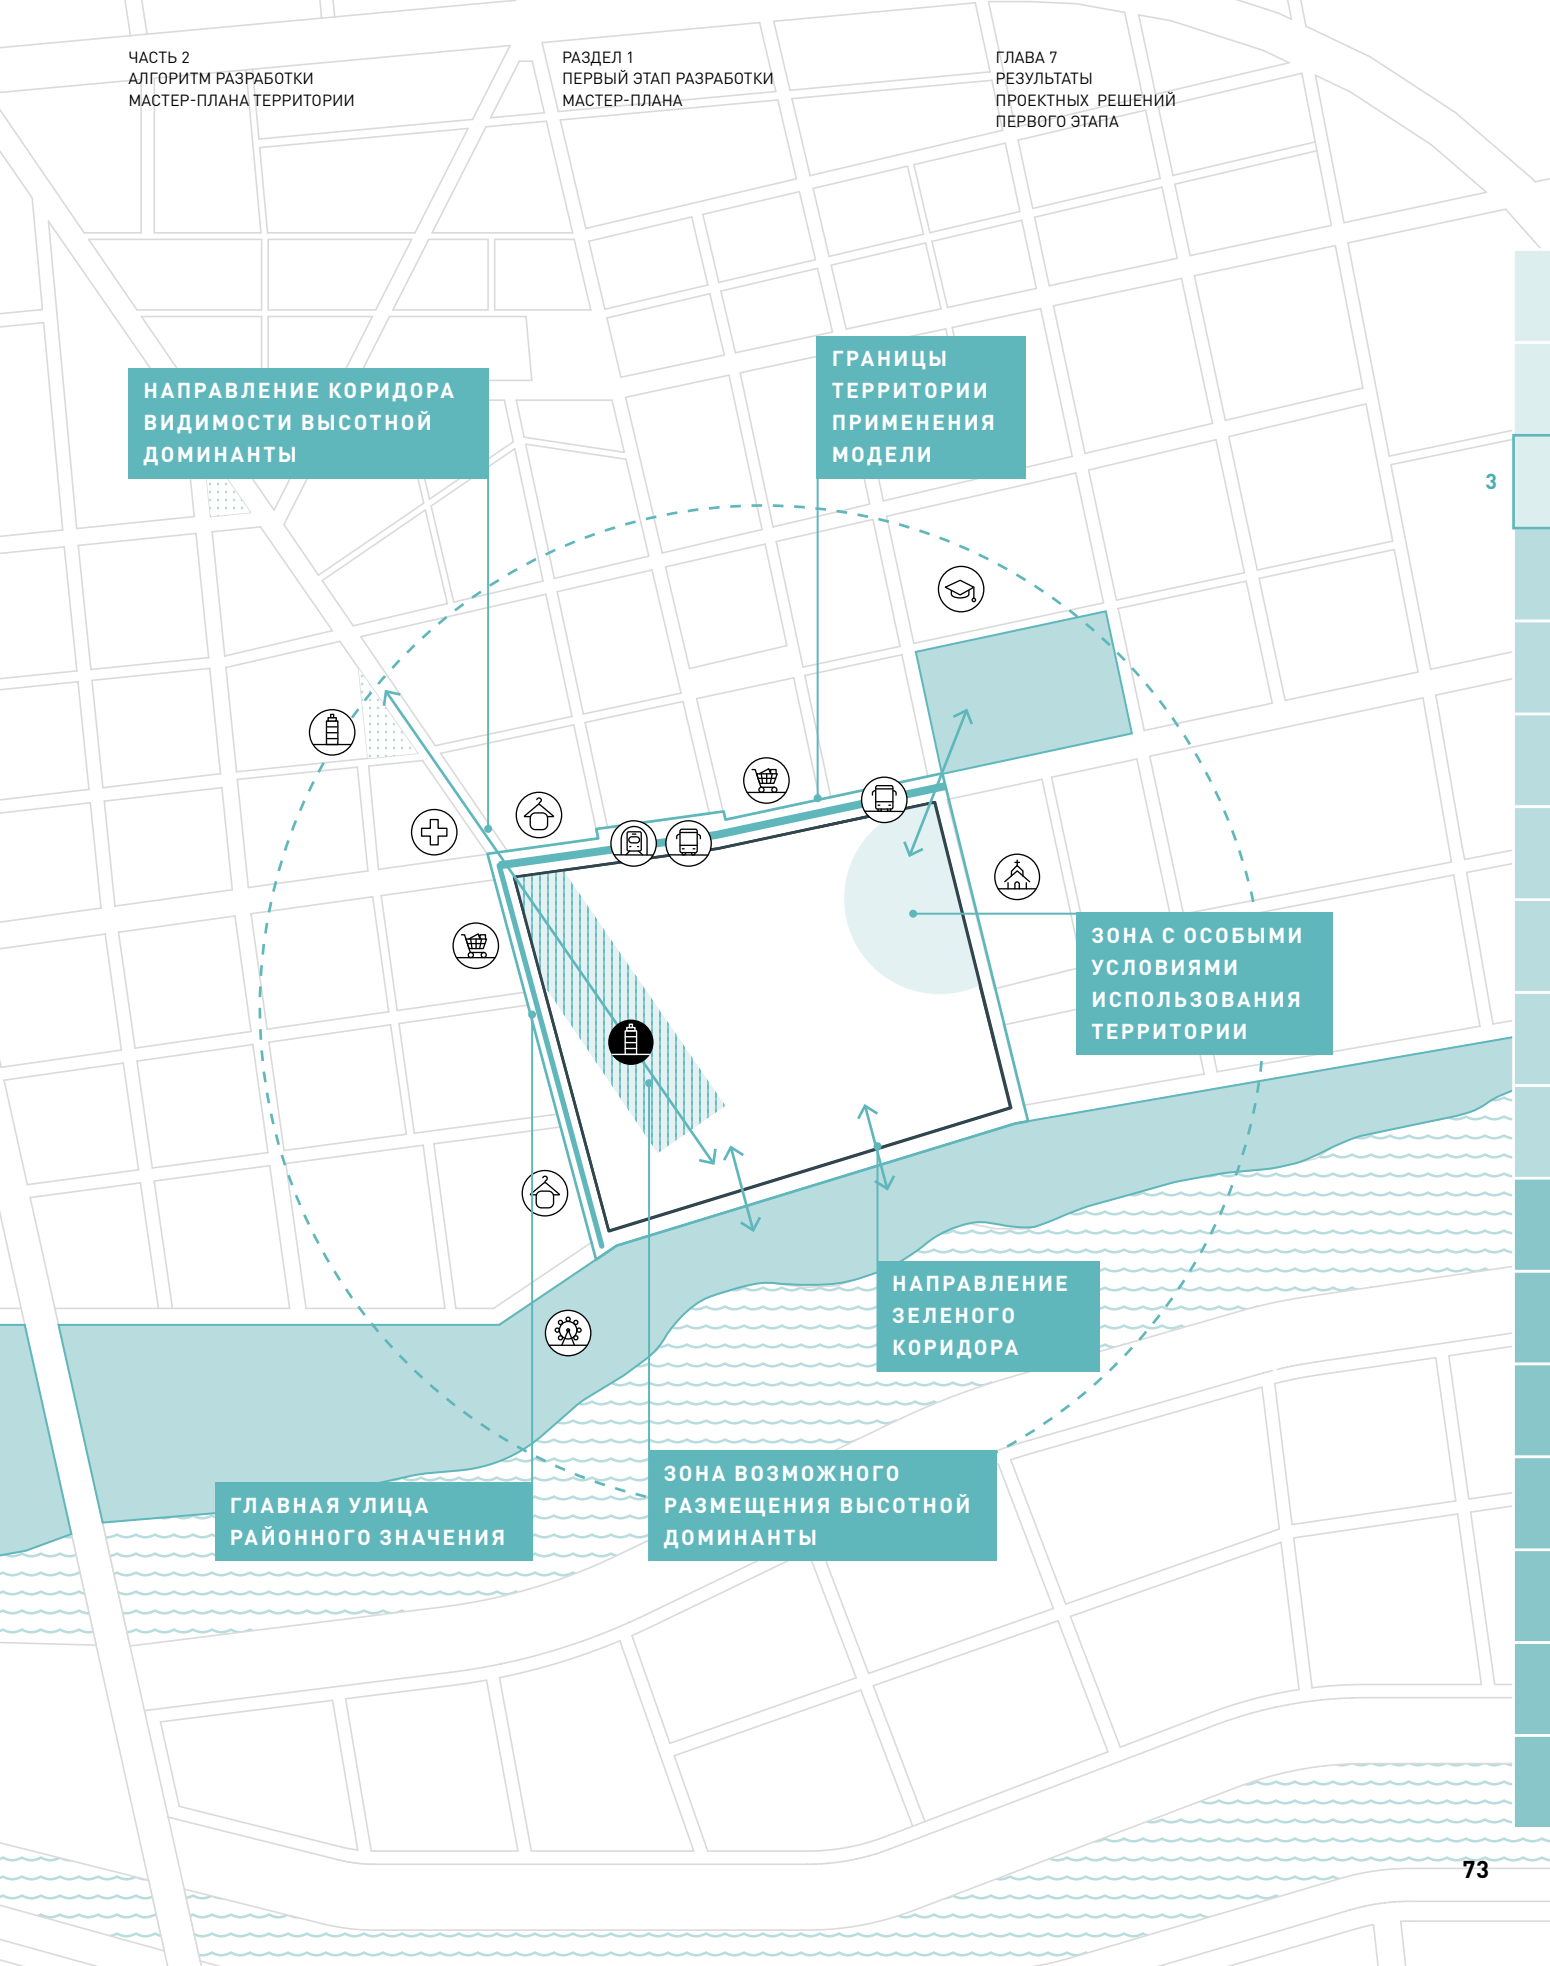 ЧАСТЬ 2
АЛГОРИТМ РАЗРАБОТКИ
МАСТЕР-ПЛАНА ТЕРРИТОРИИ
РАЗДЕЛ 1
ПЕРВЫЙ ЭТАП РАЗРАБОТКИ
МАСТЕР-ПЛАНА
ГЛАВА 7
РЕЗУЛЬТАТЫ
ПРОЕКТНЫХ РЕШЕНИЙ
ПЕРВОГО ЭТАПА
НАПРАВЛЕНИЕ КОРИДОРА
ВИДИМОСТИ ВЫСОТНОЙ
ДОМИНАНТЫ
ГРАНИЦЫ
ТЕРРИТОРИИ
ПРИМЕНЕНИЯ
МОДЕЛИ
3
ЗОНА С ОСОБЫМИ
УСЛОВИЯМИ
ИСПОЛЬЗОВАНИЯ
ТЕРРИТОРИИ
НАПРАВЛЕНИЕ
ЗЕЛЕНОГО
КОРИДОРА
ЗОНА ВОЗМОЖНОГО
РАЗМЕЩЕНИЯ ВЫСОТНОЙ
ДОМИНАНТЫ
ГЛАВНАЯ УЛИЦА
РАЙОННОГО ЗНАЧЕНИЯ
73